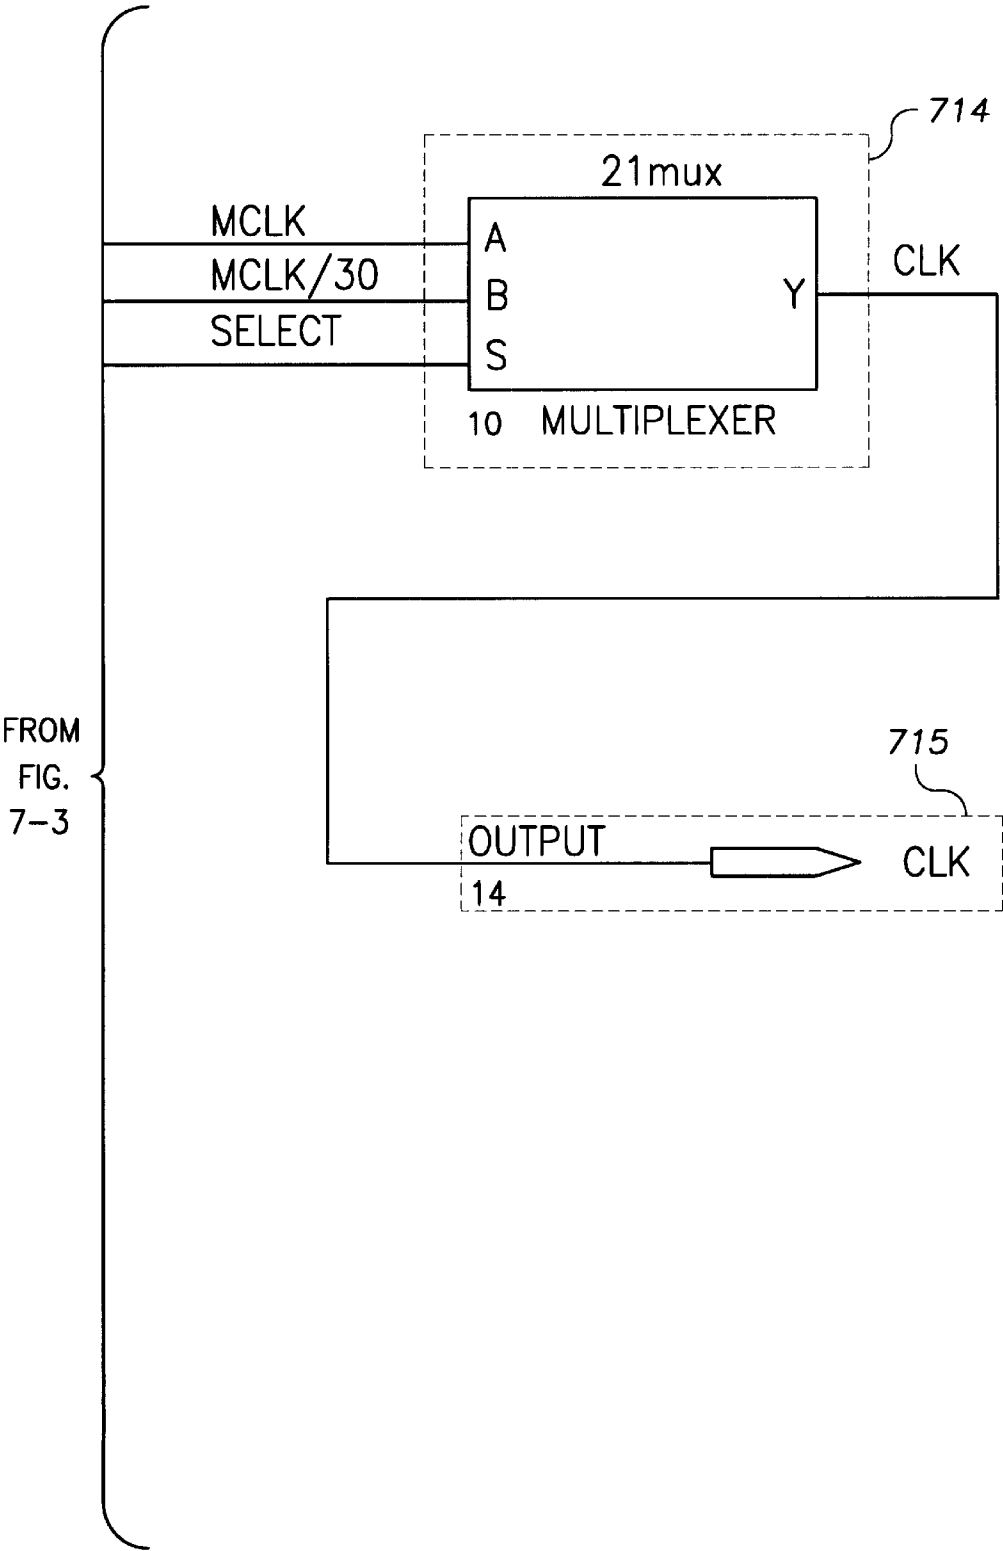 714
21mux
MCLK
A
MCLK/30
B
SELECT
S
Y
CLK
10 MULTIPLEXER
FROM
FIG.
7-3
715
OUTPUT
14
CLK